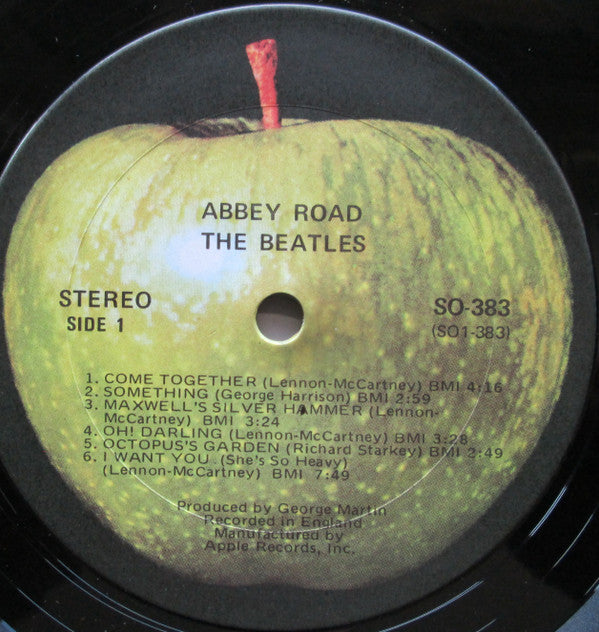 ABBEY ROAD
THE BEATLES
STEREO
SIDE 1
SO-383
(SO1-383)
1. COME TOGETHER (Lennon-McCartney) BMI 4:16
2. SOMETHING (George Harrison) BMI 2:59
3. MAXWELL'S SILVER HAMMER (Lennon-
McCartney) BMI 3:24
4. OH! DARLING (Lennon-McCartney) BMI 3:28
5. OCTOPUS'S GARDEN (Richard Starkey) BMI 2:49
6. I WANT YOU (She's So Heavy)
(Lennon-McCartney) BMI 7:49
Produced by George Martin
Recorded in England
Manufactured by
Apple Records, Inc.